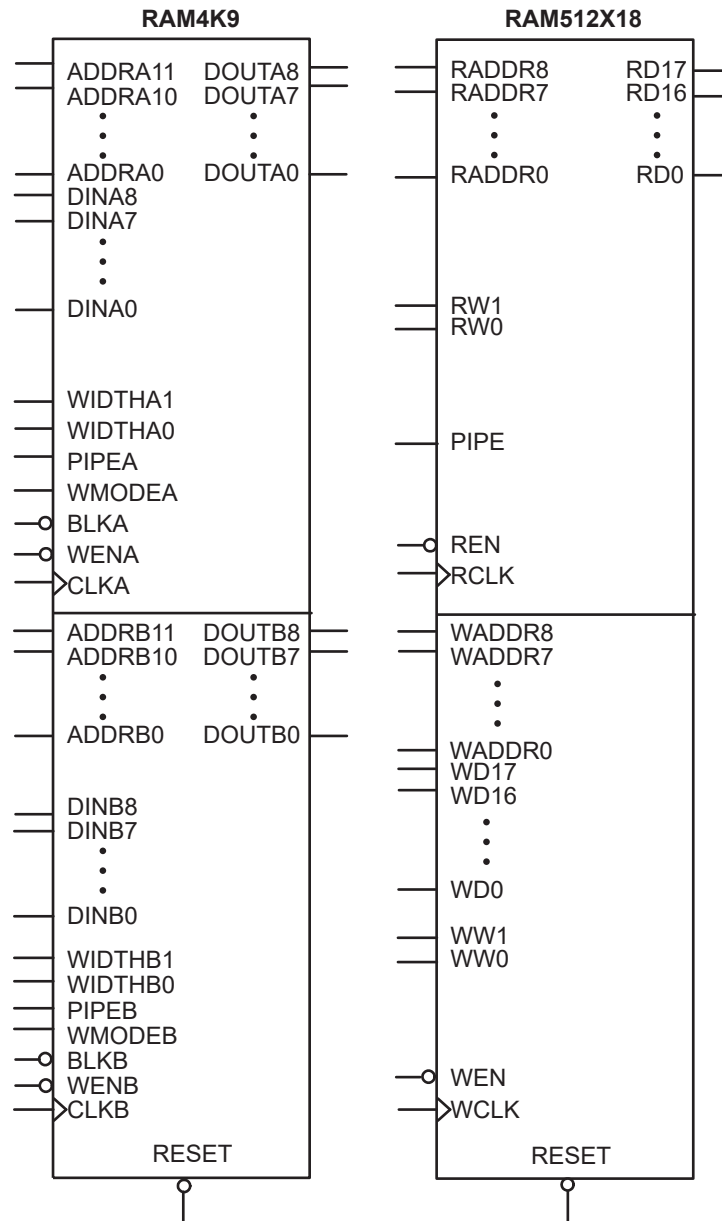 RAM4K9
ADDRA11 DOUTA8
ADDRA10 DOUTA7
ADDRA0 DOUTA0
DINA8
DINA7
DINA0
WIDTHA1
WIDTHA0
PIPEA
WMODEA
BLKA
WENA
CLKA
ADDRB11 DOUTB8
ADDRB10 DOUTB7
ADDRB0 DOUTB0
DINB8
DINB7
DINB0
WIDTHB1
WIDTHB0
PIPEB
WMODEB
BLKB
WENB
CLKB
RESET
RAM512X18
RADDR8 RD17
RADDR7 RD16
RADDR0 RD0
RW1
RW0
PIPE
REN
RCLK
WADDR8
WADDR7
WADDR0
WD17
WD16
WD0
WW1
WW0
WEN
WCLK
RESET